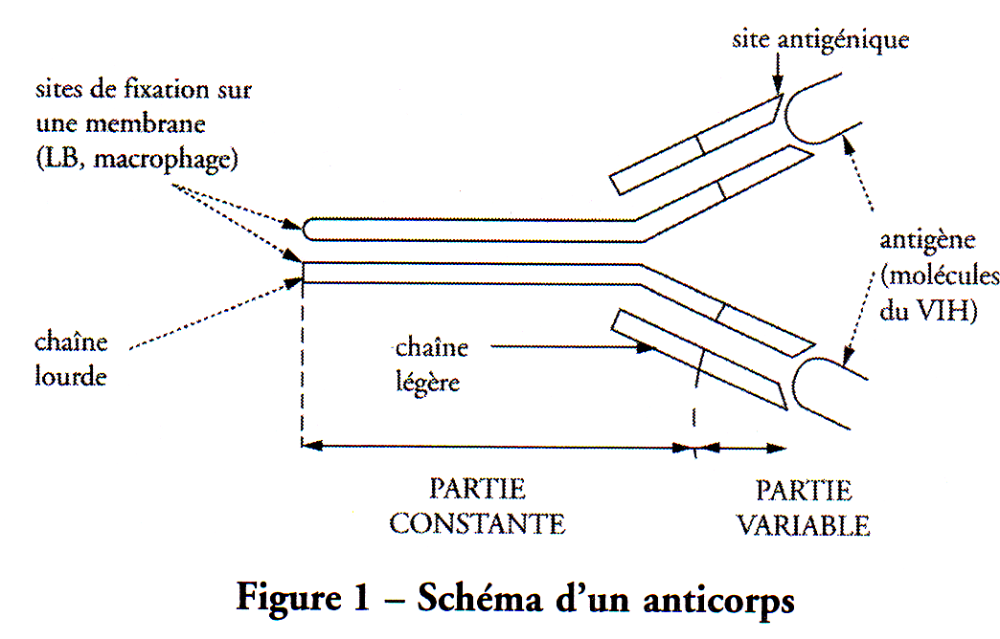 site antigénique
sites de fixation sur
une membrane
(LB, macrophage)
antigène
(molécules
du VIH)
chaîne
lourde
chaîne
légère
PARTIE
CONSTANTE
PARTIE
VARIABLE
Figure 1 – Schéma d'un anticorps